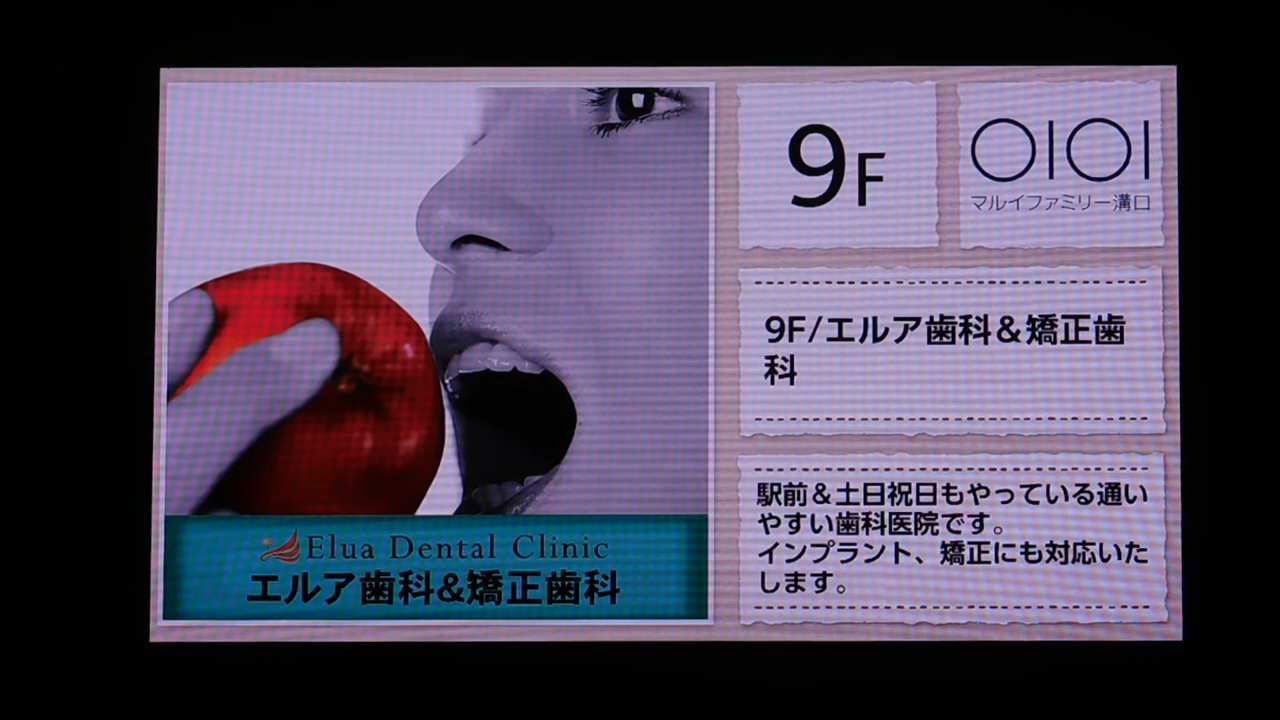 Elua Dental Clinic
エルア歯科&矯正歯科
9F
OIOI
マルイファミリー溝口
9F/エルア歯科&矯正歯
科
駅前&土日祝日もやっている通い
やすい歯科医院です。
インプラント、矯正にも対応いた
します。